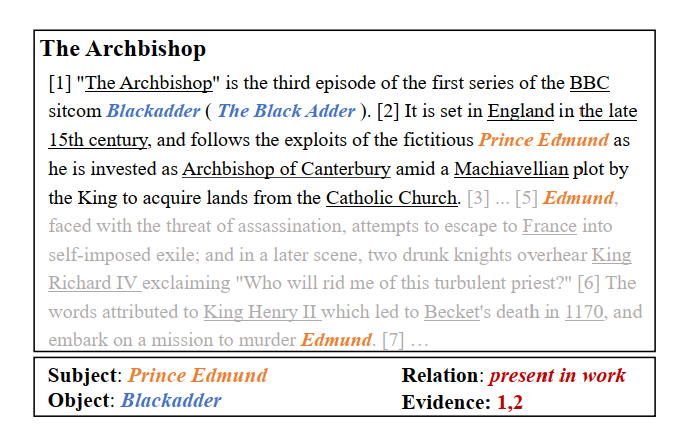 The Archbishop
[1] "The Archbishop" is the third episode of the first series of the BBC
sitcom Blackadder ( The Black Adder ). [2] It is set in England in the late
15th century, and follows the exploits of the fictitious Prince Edmund as
he is invested as Archbishop of Canterbury amid a Machiavellian plot by
the King to acquire lands from the Catholic Church. [3] ... [5] Edmund,
faced with the threat of assassination, attempts to escape to France into
self-imposed exile; and in a later scene, two drunk knights overhear King
Richard IV exclaiming "Who will rid me of this turbulent priest?" [6] The
words attributed to King Henry II which led to Becket's death in 1170, and
embark on a mission to murder Edmund. [7] …
Subject: Prince Edmund
Object: Blackadder
Relation: present in work
Evidence: 1,2